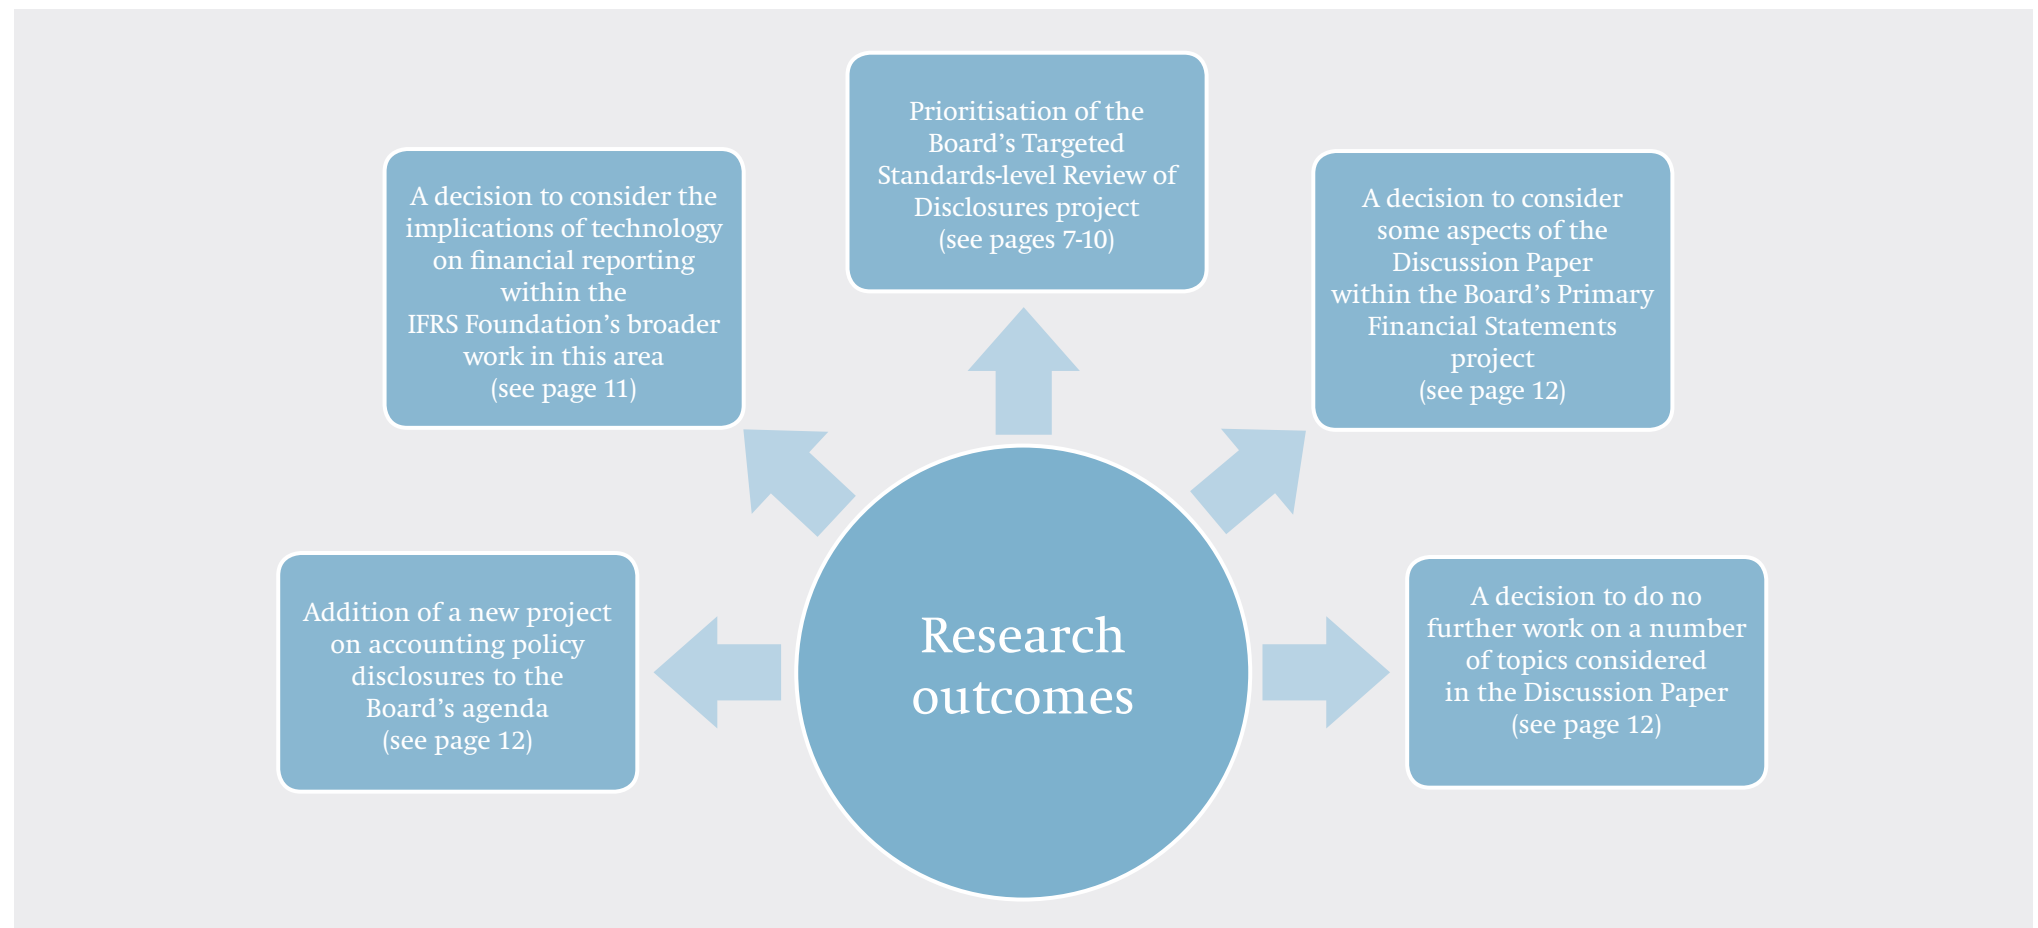 Prioritisation of the
Board’s Targeted
Standards-level Review of
Disclosures project
(see pages 7-10)
A decision to consider the
implications of technology
on financial reporting
within the
IFRS Foundation’s broader
work in this area
(see page 11)
A decision to consider
some aspects of the
Discussion Paper
within the Board’s Primary
Financial Statements
project
(see page 12)
Addition of a new project
on accounting policy
disclosures to the
Board’s agenda
(see page 12)
Research
outcomes
A decision to do no
further work on a number
of topics considered
in the Discussion Paper
(see page 12)